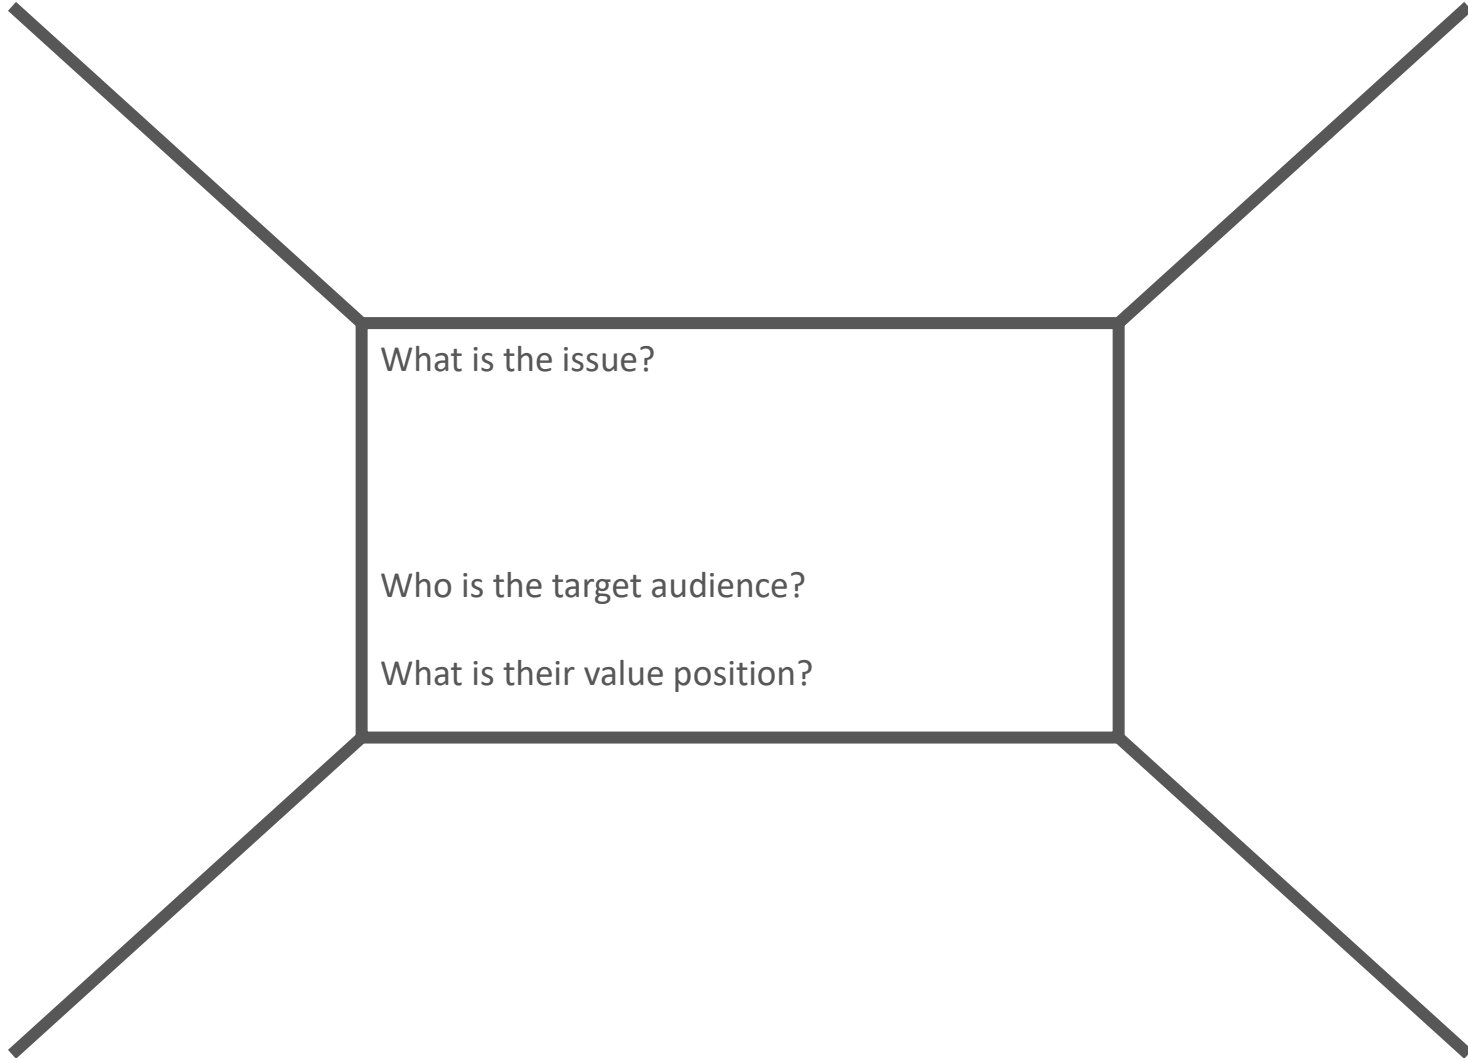 What is the issue?
Who is the target audience?
What is their value position?